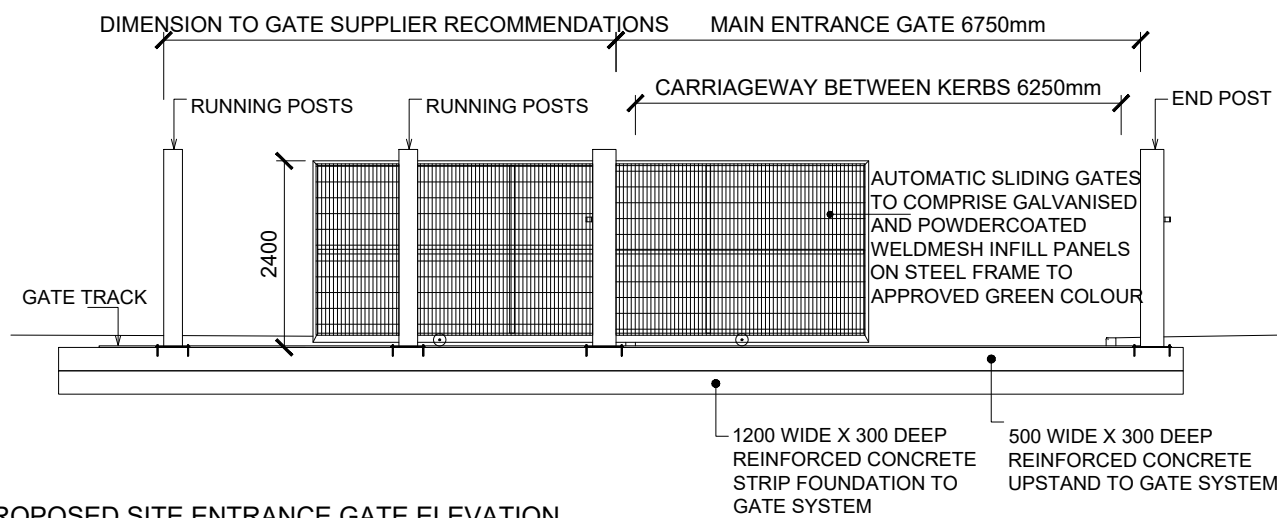 DIMENSION TO GATE SUPPLIER RECOMMENDATIONS
MAIN ENTRANCE GATE 6750mm
CARRIAGEWAY BETWEEN KERBS 6250mm
RUNNING POSTS
RUNNING POSTS
END POST
AUTOMATIC SLIDING GATES
TO COMPRISE GALVANISED
AND POWDERCOATED
WELDMESH INFILL PANELS
ON STEEL FRAME TO
APPROVED GREEN COLOUR
2400
GATE TRACK
1200 WIDE X 300 DEEP
REINFORCED CONCRETE
STRIP FOUNDATION TO
GATE SYSTEM
500 WIDE X 300 DEEP
REINFORCED CONCRETE
UPSTAND TO GATE SYSTEM
ROPOSED SITE ENTRANCE GATE ELEVATION